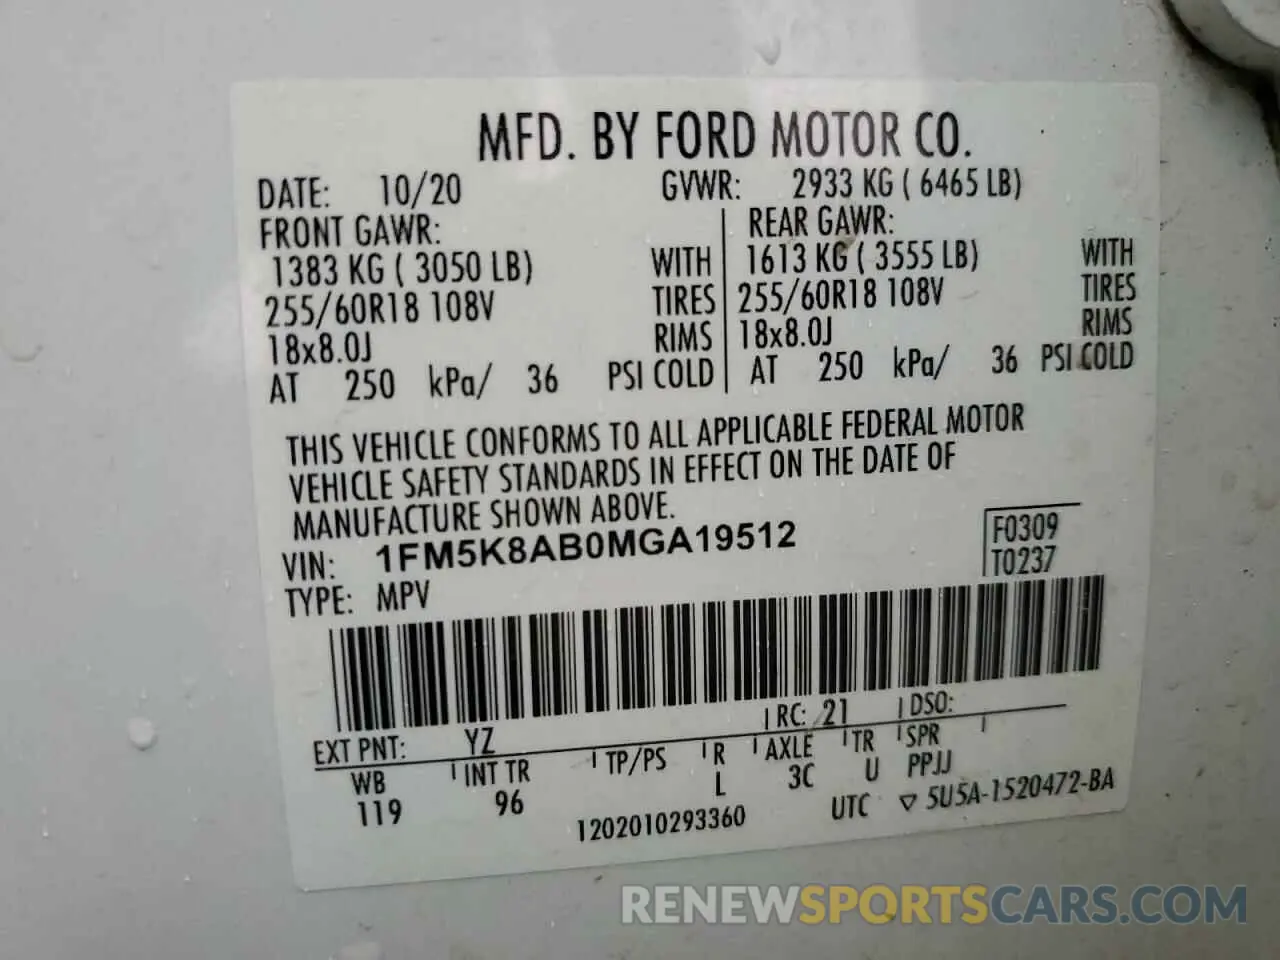 MFD. BY FORD MOTOR CO.
DATE: 10/20 GVWR: 2933 KG ( 6465 LB)
FRONT GAWR: REAR GAWR:
1383 KG ( 3050 LB) WITH 1613 KG ( 3555 LB) WITH
255/60R18 108V TIRES 255/60R18 108V TIRES
18x8.0J RIMS 18x8.0J RIMS
AT 250 kPa/ 36 PSI COLD AT 250 kPa/ 36 PSI COLD
THIS VEHICLE CONFORMS TO ALL APPLICABLE FEDERAL MOTOR
VEHICLE SAFETY STANDARDS IN EFFECT ON THE DATE OF
MANUFACTURE SHOWN ABOVE.
VIN: 1FM5K8AB0MGA19512 F0309
TYPE: MPV T0237
EXT PNT: YZ RC: 21 DSO:
WB INT TR TP/PS R AXLE TR SPR
119 96 L 3C U PPJJ
1202010293360 UTC ▽ 5U5A-1520472-BA
RENEWSPORTSCARS.COM